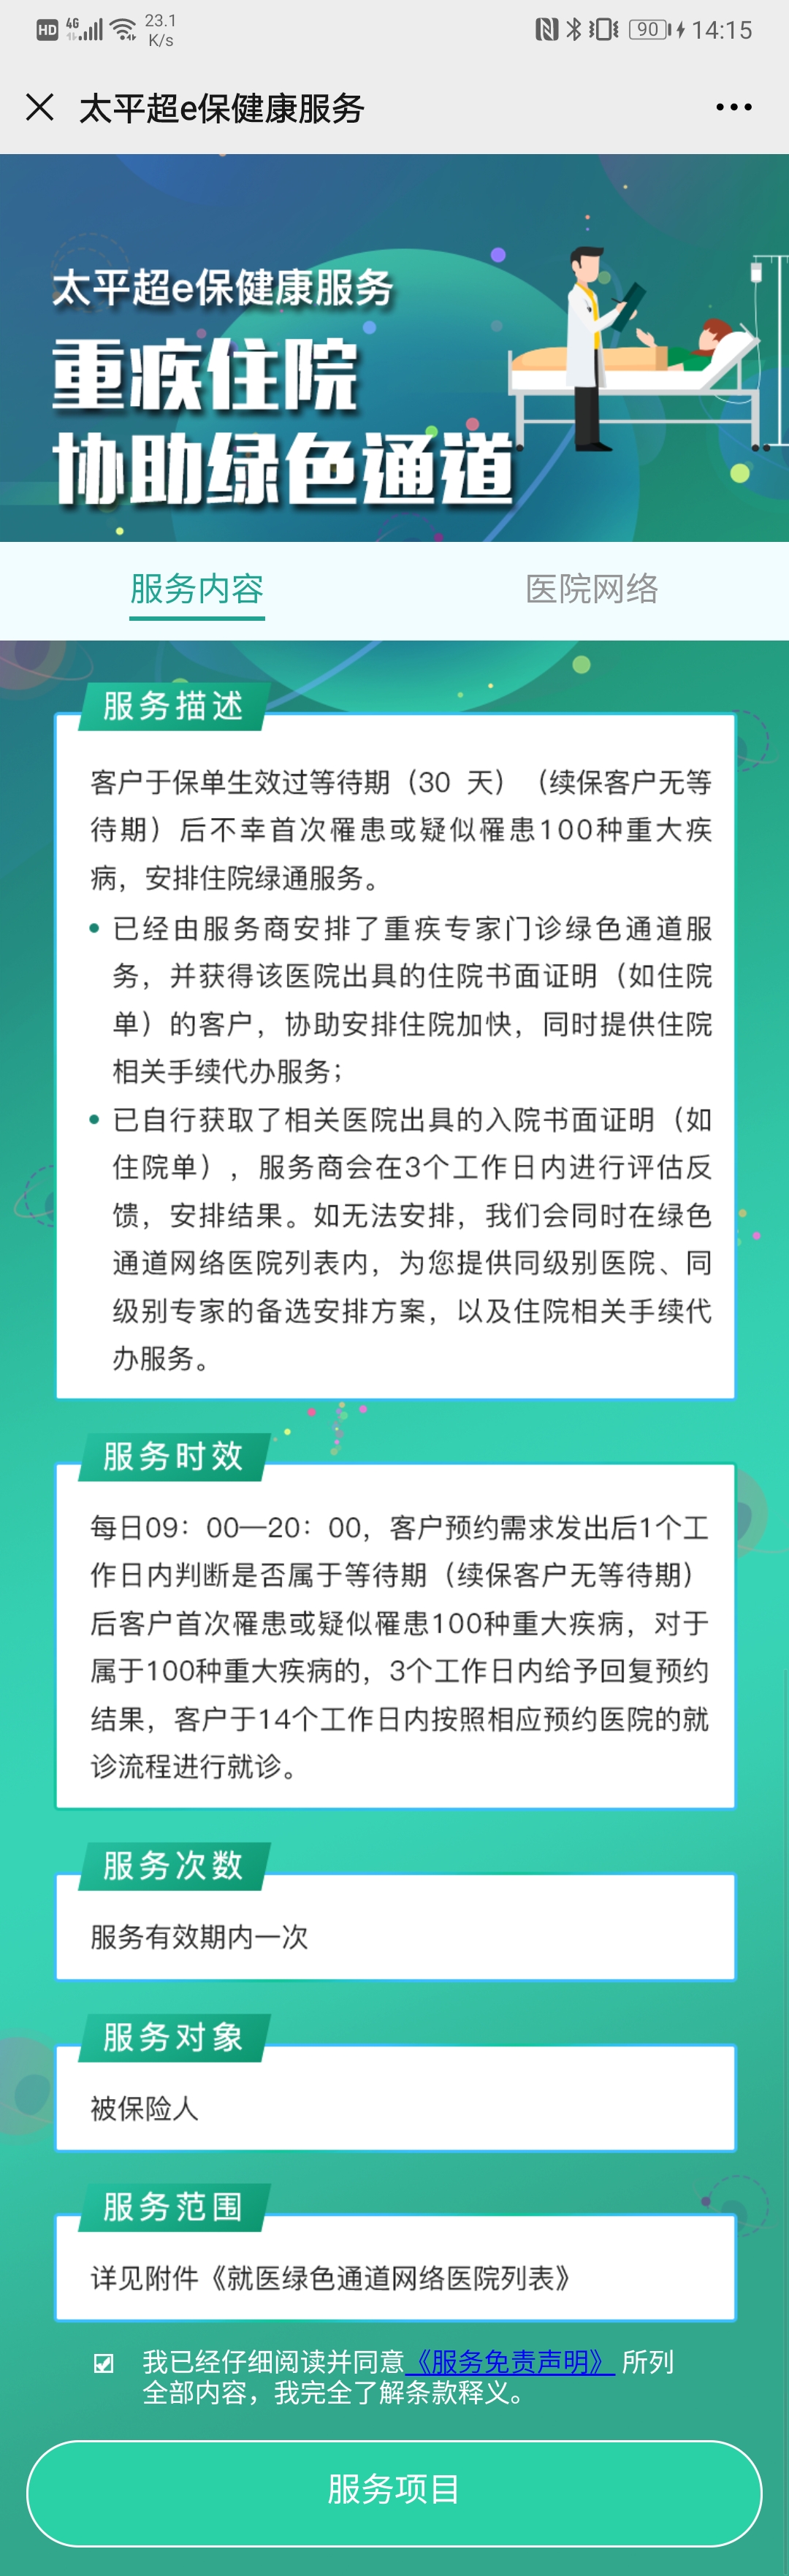 HD 4G 23.1 K/s 90 14:15
太平超e保健康服务
太平超e保健康服务
重疾住院
协助绿色通道
服务内容 医院网络
服务描述
客户于保单生效过等待期（30 天）（续保客户无等
待期）后不幸首次罹患或疑似罹患100种重大疾
病，安排住院绿通服务。
已经由服务商安排了重疾专家门诊绿色通道服
务，并获得该医院出具的住院书面证明（如住院
单）的客户，协助安排住院加快，同时提供住院
相关手续代办服务；
已自行获取了相关医院出具的入院书面证明（如
住院单），服务商会在3个工作日内进行评估反
馈，安排结果。如无法安排，我们会同时在绿色
通道网络医院列表内，为您提供同级别医院、同
级别专家的备选安排方案，以及住院相关手续代
办服务。
服务时效
每日09：00—20：00，客户预约需求发出后1个工
作日内判断是否属于等待期（续保客户无等待期）
后客户首次罹患或疑似罹患100种重大疾病，对于
属于100种重大疾病的，3个工作日内给予回复预约
结果，客户于14个工作日内按照相应预约医院的就
诊流程进行就诊。
服务次数
服务有效期内一次
服务对象
被保险人
服务范围
详见附件《就医绿色通道网络医院列表》
我已经仔细阅读并同意《服务免责声明》 所列
全部内容，我完全了解条款释义。
服务项目